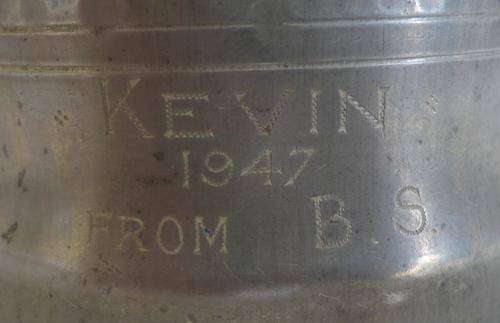 KEVIN
1947
FROM B S